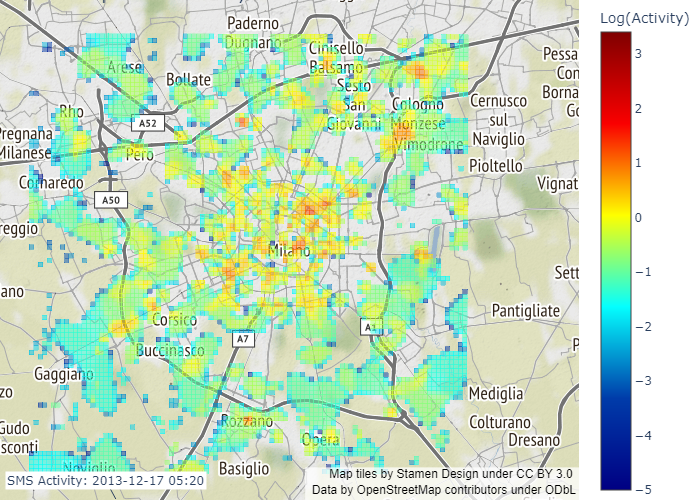 Log(Activity)
Paderno
Dugnano
Cinisello
Balsamo
Arese
Bollate
Sesto
San
Giovanni
Cologno
Monzese
Vimodrone
Cernusco
sul
Naviglio
Pessa
Con
Borna
Go
Rho
A52
Pregnana
Milanese
Pero
Pioltello
Cornaredo
Vignat
A50
reggio
Milano
Sett
ano
Pantigliate
Corsico
A7
A1
Buccinasco
P
Gaggiano
zo
Mediglia
Gudo
sconti
Rozzano
Colturano
Dresano
Opera
Noviglio
Basiglio
SMS Activity: 2013-12-17 05:20
Map tiles by Stamen Design under CC BY 3.0
Data by OpenStreetMap contributors under ODbL
3
2
1
0
−1
−2
−3
−4
−5